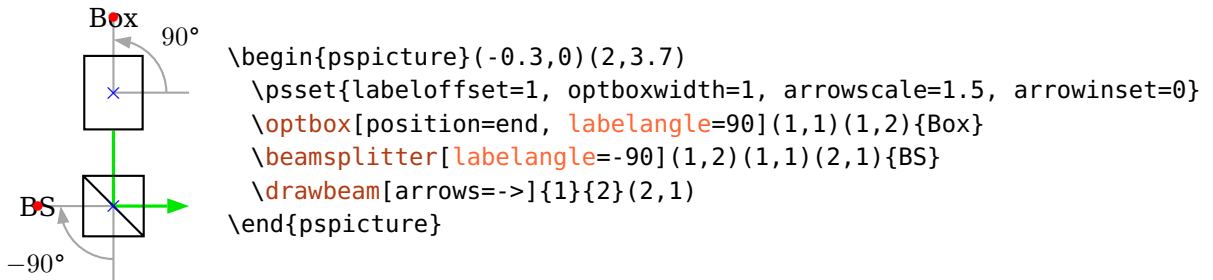 Box
90°
BS
−90°
\begin{pspicture}(-0.3,0)(2,3.7)
  \psset{labeloffset=1, optboxwidth=1, arrowscale=1.5, arrowinset=0}
  \optbox[position=end, labelangle=90](1,1)(1,2){Box}
  \beamsplitter[labelangle=-90](1,2)(1,1)(2,1){BS}
  \drawbeam[arrows=->]{1}{2}(2,1)
\end{pspicture}